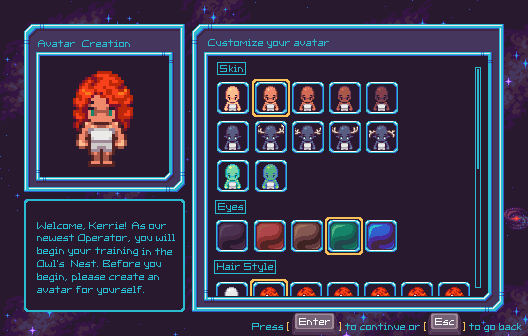 Avatar Creation
Customize your avatar
Skin
Welcome, Kerrie! As our
newest Operator, you will
begin your training in the
Owl's Nest. Before you
begin, please create an
avatar for yourself.
Eyes
Hair Style
Press [ Enter ] to continue or [ Esc ] to go back